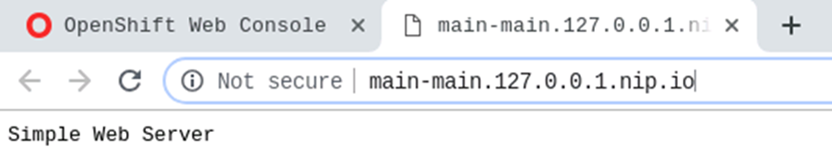 OpenShift Web Console
main-main.127.0.0.1.ni
Not secure main-main.127.0.0.1.nip.io
Simple Web Server